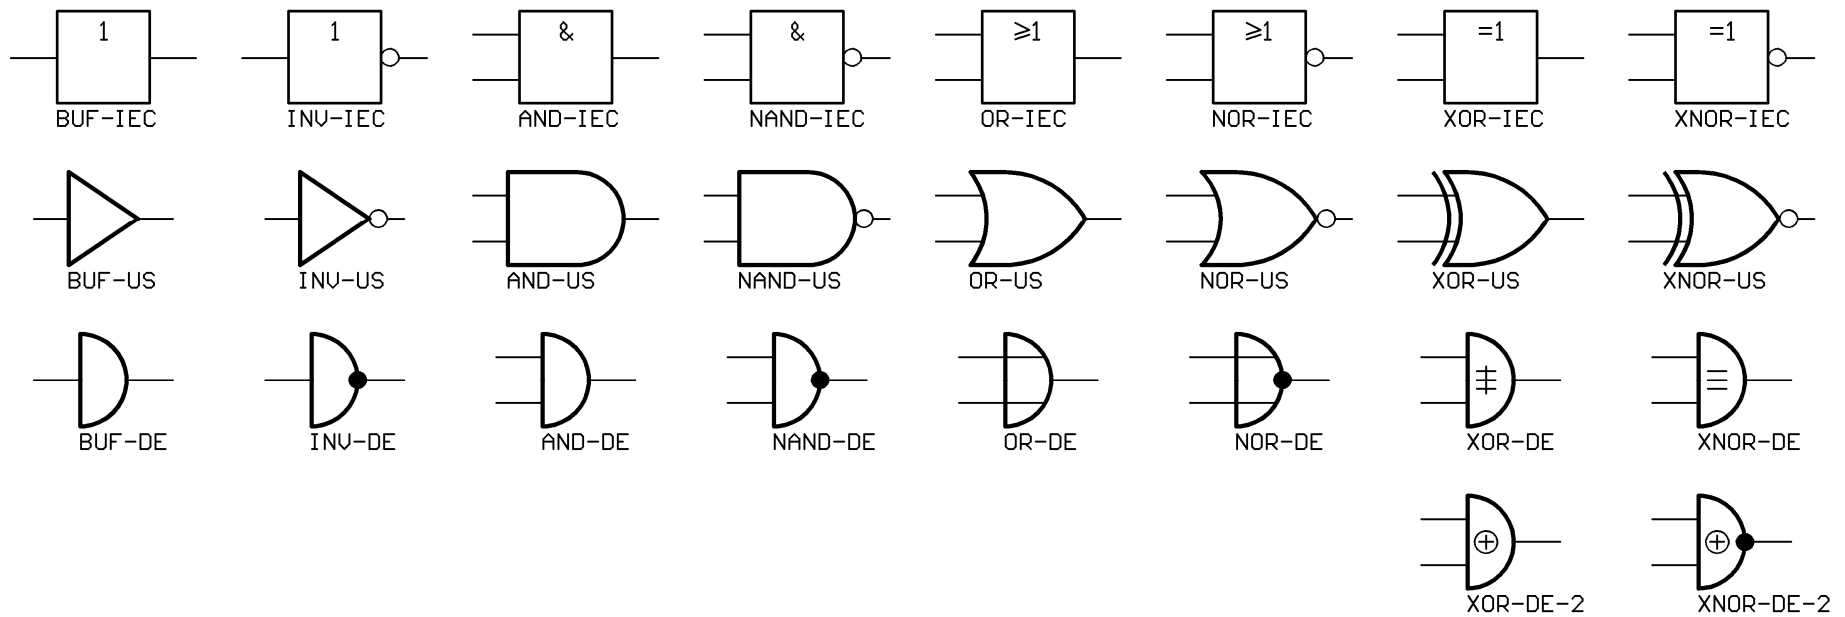 1 1 & & ≥1 ≥1 =1 =1
BUF-IEC INV-IEC AND-IEC NAND-IEC OR-IEC NOR-IEC XOR-IEC XNOR-IEC
BUF-US INV-US AND-US NAND-US OR-US NOR-US XOR-US XNOR-US
BUF-DE INV-DE AND-DE NAND-DE OR-DE NOR-DE XOR-DE XNOR-DE
XOR-DE-2 XNOR-DE-2